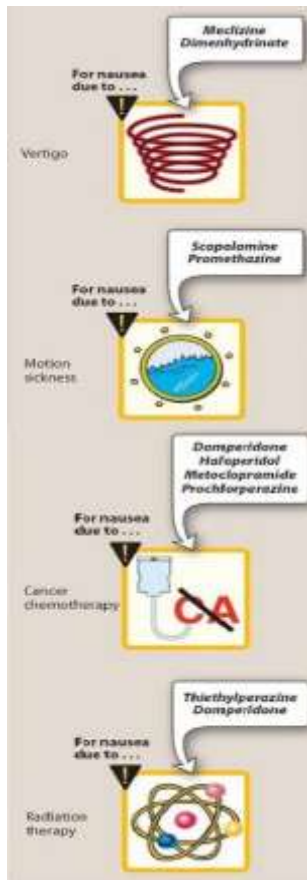 Meclizine
Dimenhydrinate
For nausea
due to . . .
!
Vertigo
Scopolamine
Promethazine
For nausea
due to . . .
!
Motion
sickness
Domperidone
Haloperidol
Metoclopramide
Prochlorperazine
For nausea
due to . . .
!
Cancer
chemotherapy
CA
Thiethylperazine
Domperidone
For nausea
due to . . .
!
Radiation
therapy